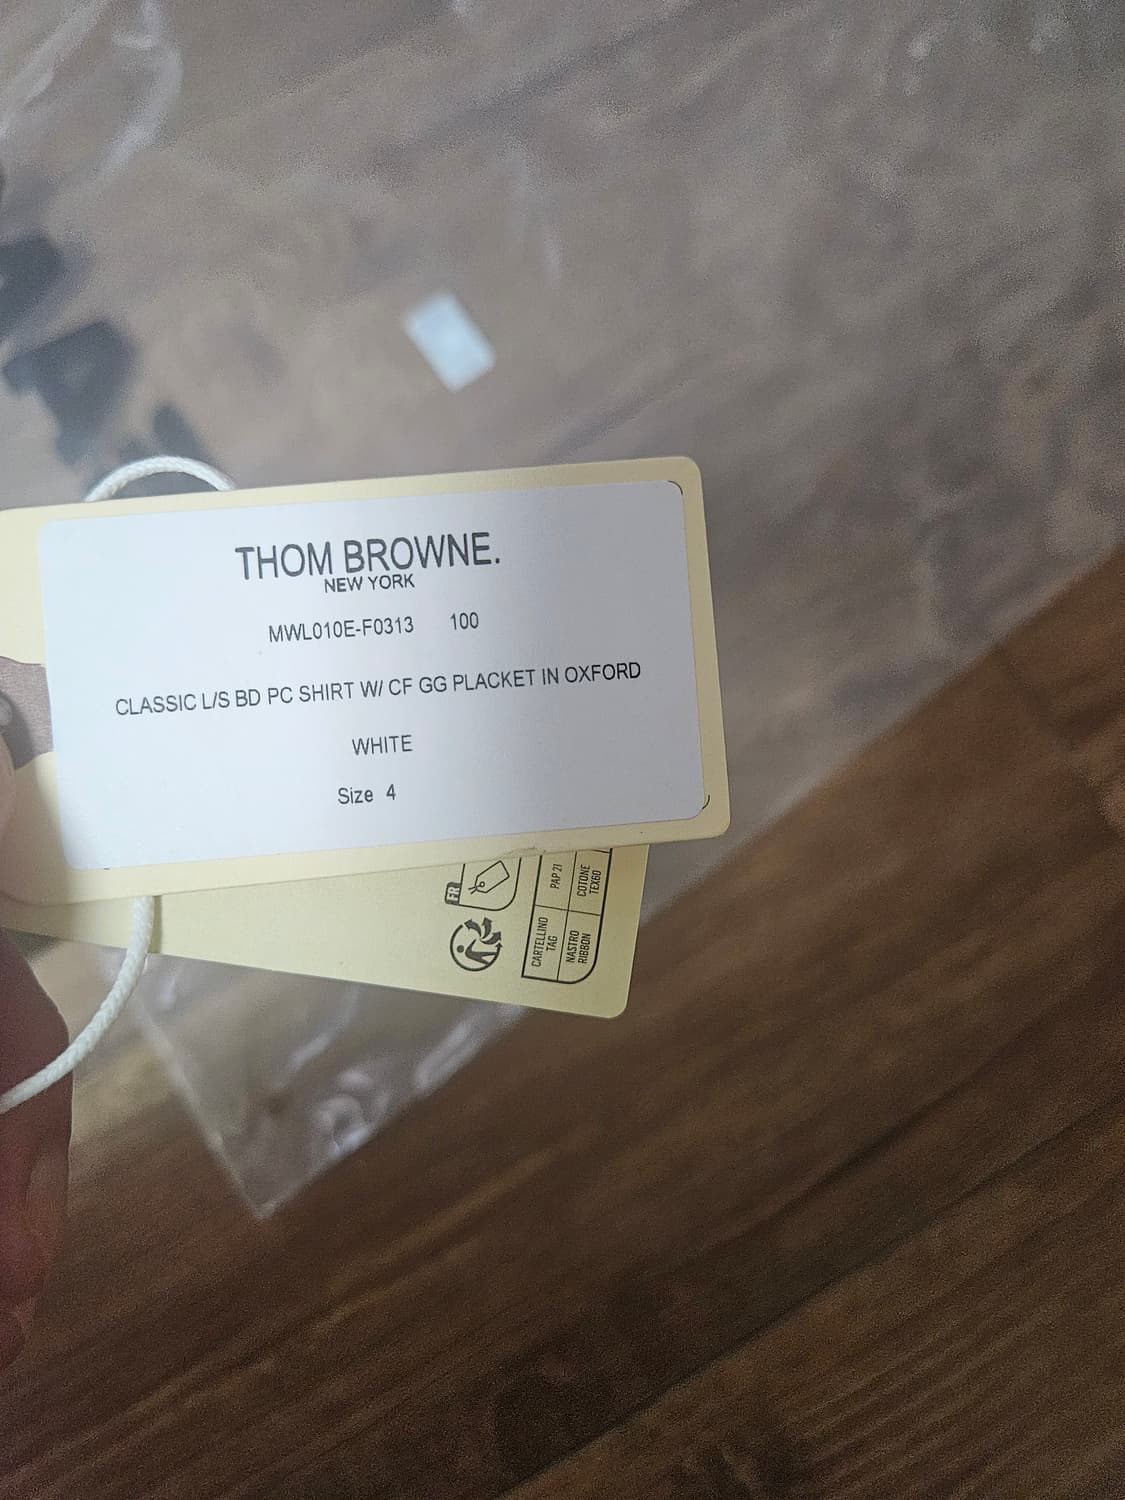 THOM BROWNE.
NEW YORK
MWL010E-F0313 100
CLASSIC L/S BD PC SHIRT W/ CF GG PLACKET IN OXFORD
WHITE
Size 4
FR
CARTELLINO
TAG
PAP 21
NASTRO
RIBBON
COTONE
TEX60